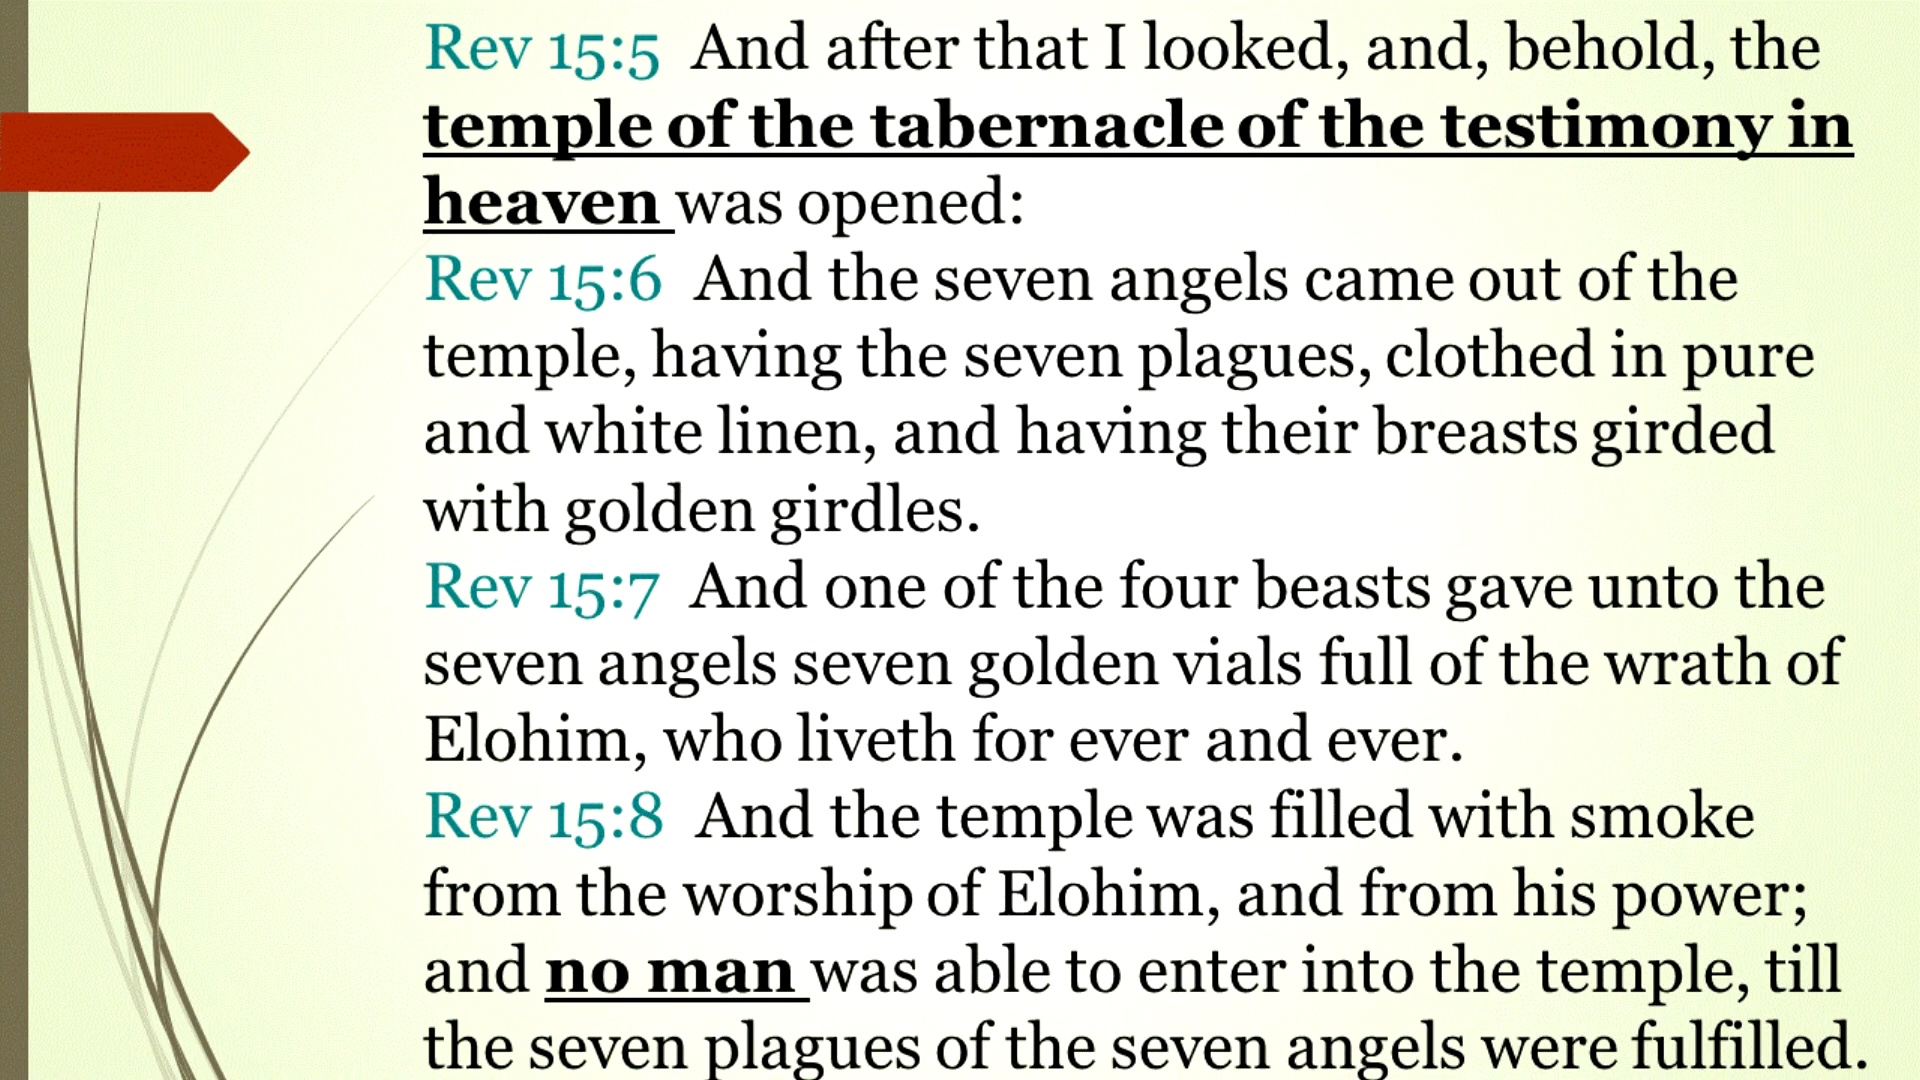 Rev 15:5  And after that I looked, and, behold, the
temple of the tabernacle of the testimony in
heaven was opened:
Rev 15:6  And the seven angels came out of the
temple, having the seven plagues, clothed in pure
and white linen, and having their breasts girded
with golden girdles.
Rev 15:7  And one of the four beasts gave unto the
seven angels seven golden vials full of the wrath of
Elohim, who liveth for ever and ever.
Rev 15:8  And the temple was filled with smoke
from the worship of Elohim, and from his power;
and no man was able to enter into the temple, till
the seven plagues of the seven angels were fulfilled.